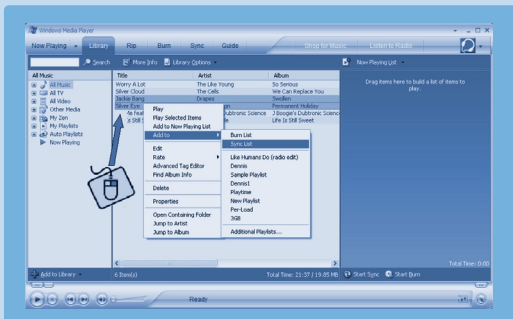 Windows Media Player
Now Playing Library Rip Burn Sync Guide Shop for Music Listen to Radio
Search More Info Library Options Now Playing List
All Music
All Music
All TV
All Video
Other Media
My Zen
My Playlists
Auto Playlists
Now Playing
Title Artist Album
Worry A Lot The Like Young So Serious
Silver Cloud The Cells We Can Replace You
Jackie Bang Drapes Swollen
Silver Eye Permanent Holiday
Dubtronic Science J Boogie's Dubtronic Scienc
s Still Life Is Still Sweet
Drag items here to build a list of items to
play.
Play
Play Selected Items
Add to Now Playing List
Add to
Edit
Rate
Advanced Tag Editor
Find Album Info
Delete
Properties
Open Containing Folder
Jump to Artist
Jump to Album
Burn List
Sync List
Like Humans Do (radio edit)
Dennis
Sample Playlist
Dennis1
Playtime
New Playlist
Per-Load
3GB
Additional Playlists...
Total Time: 0:00
Add to Library 6 Item(s) Total Time: 21:37 / 19.85 MB Start Sync Start Burn
Ready